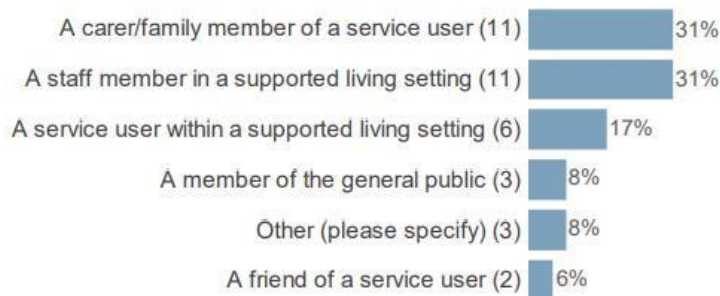 A carer/family member of a service user (11) 31%
A staff member in a supported living setting (11) 31%
A service user within a supported living setting (6) 17%
A member of the general public (3) 8%
Other (please specify) (3) 8%
A friend of a service user (2) 6%